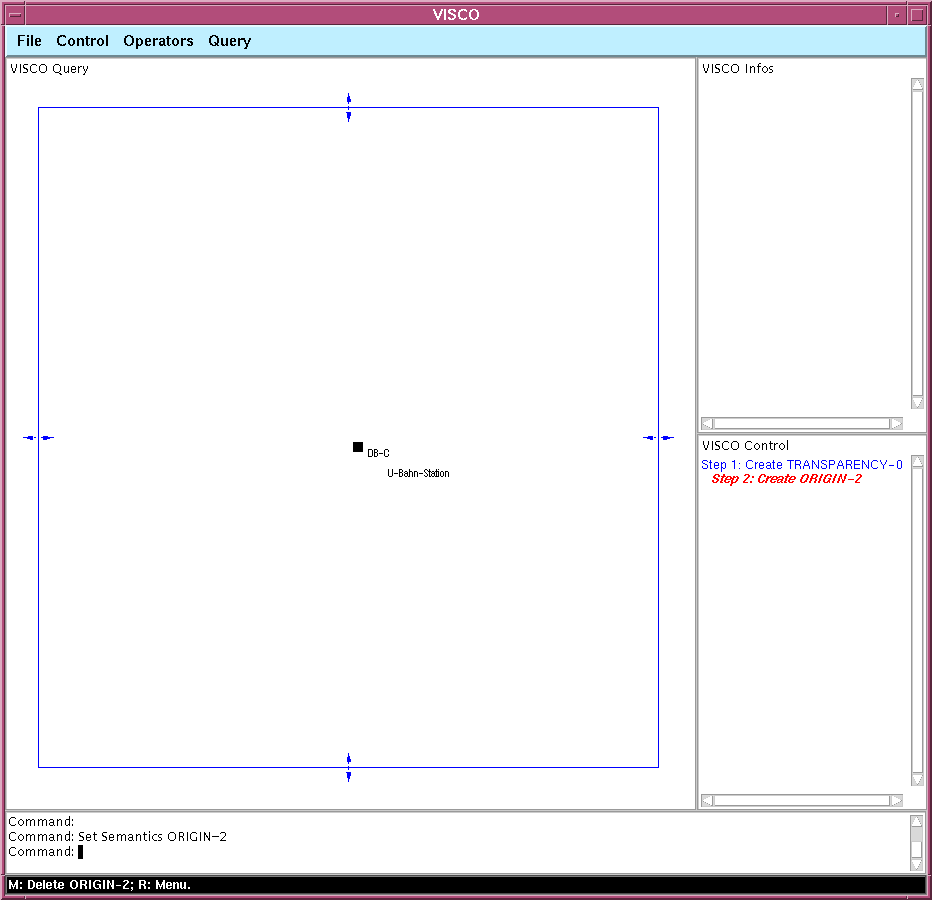 VISCO
File Control Operators Query
VISCO Query
DB-C
U-Bahn-Station
VISCO Infos
VISCO Control
Step 1: Create TRANSPARENCY-0
Step 2: Create ORIGIN-2
Command:
Command: Set Semantics ORIGIN-2
Command:
M: Delete ORIGIN-2; R: Menu.